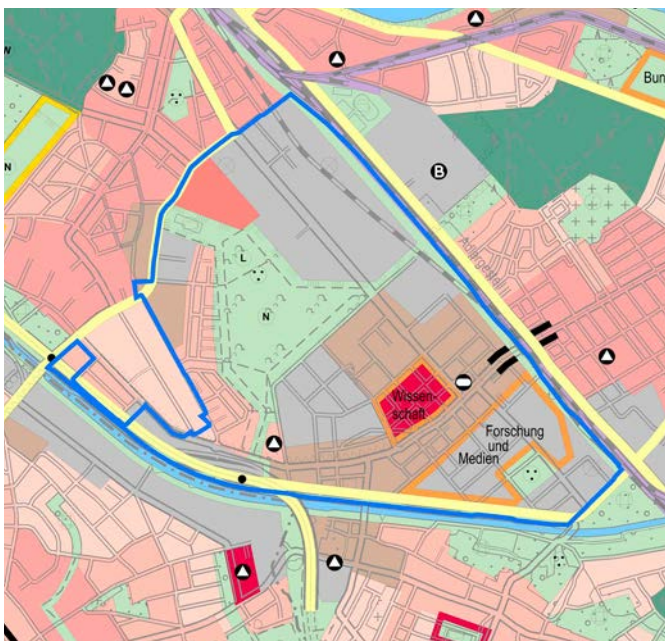 W
Bun
N
B
L
N
Wissen-
schaft
Forschung
und
Medien